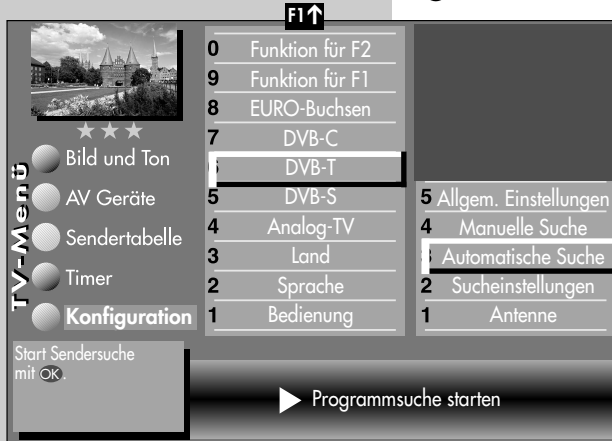 F1↑
TV-Menü
Bild und Ton
AV Geräte
Sendertabelle
Timer
Konfiguration
0 Funktion für F2
9 Funktion für F1
8 EURO-Buchsen
7 DVB-C
DVB-T
5 DVB-S
4 Analog-TV
3 Land
2 Sprache
1 Bedienung
5 Allgem. Einstellungen
4 Manuelle Suche
Automatische Suche
2 Sucheinstellungen
1 Antenne
Start Sendersuche
mit OK.
Programmsuche starten